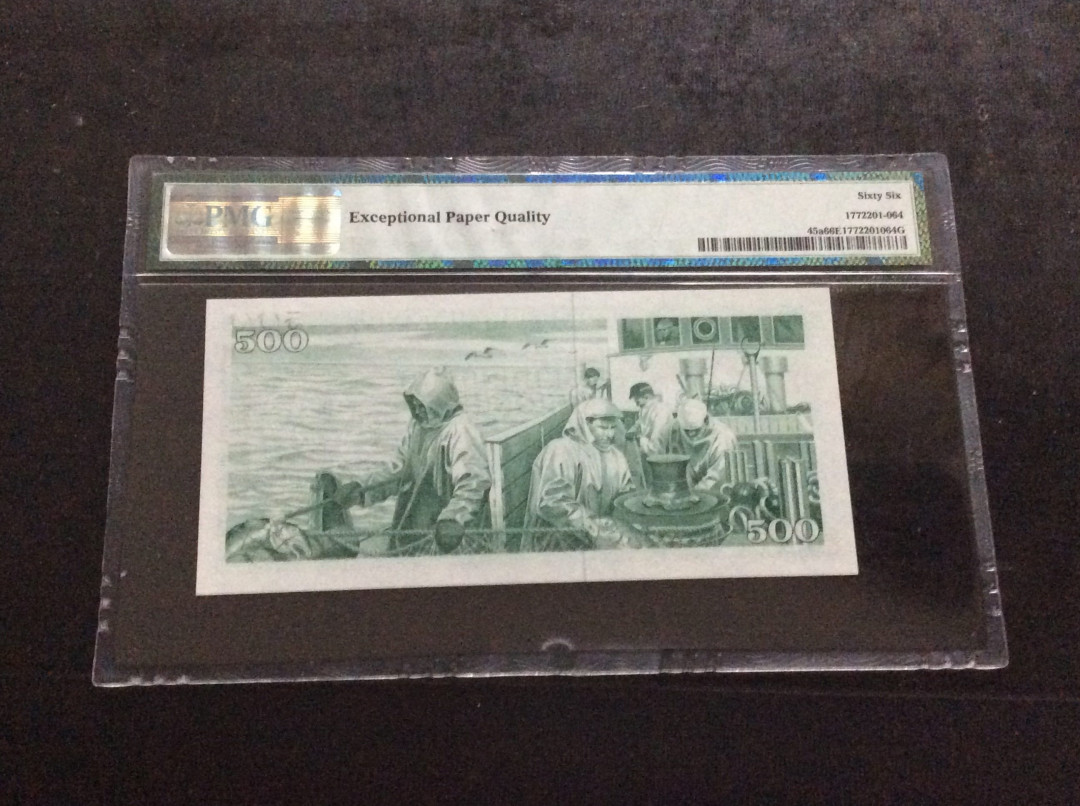 PMG
Exceptional Paper Quality
Sixty Six
1772201-064
45a66E1772201064G
500
500